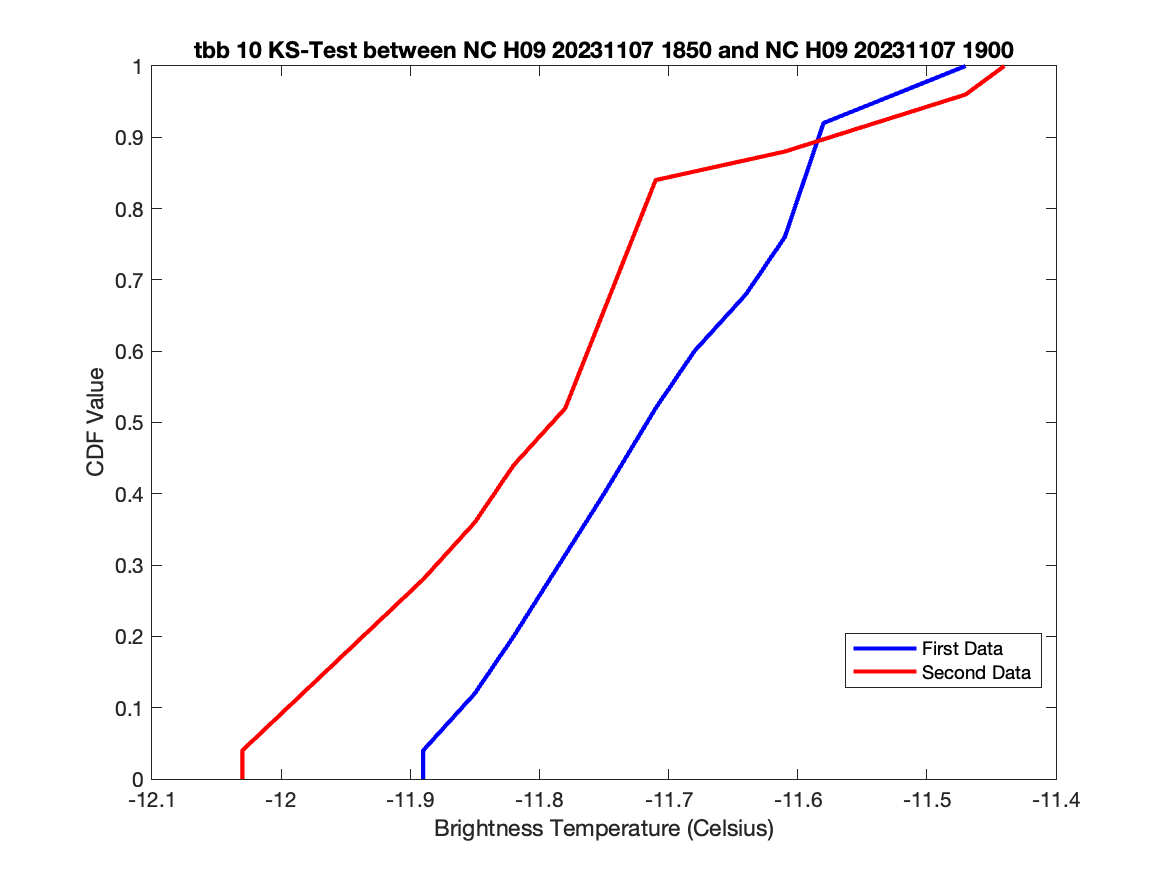 tbb 10 KS-Test between NC H09 20231107 1850 and NC H09 20231107 1900
1
0.9
0.8
0.7
0.6
0.5
0.4
0.3
0.2
0.1
0
CDF Value
First Data
Second Data
-12.1 -12 -11.9 -11.8 -11.7 -11.6 -11.5 -11.4
Brightness Temperature (Celsius)